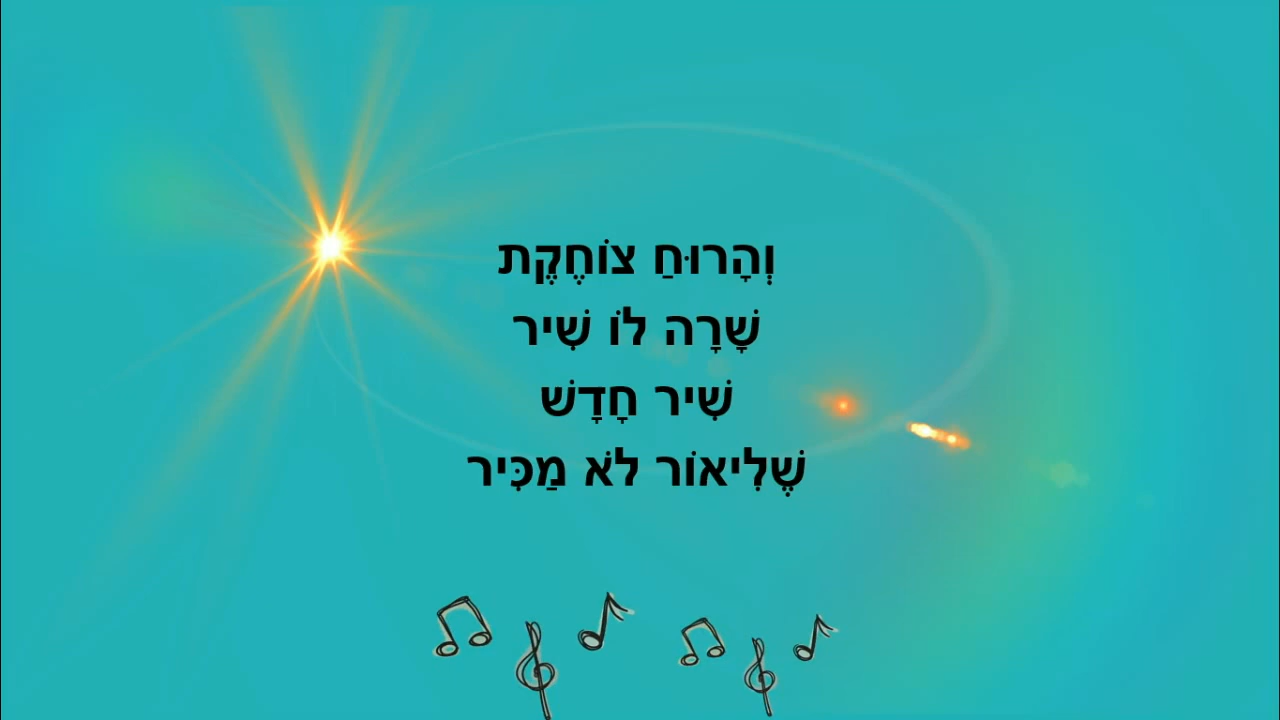 וְהָרוּחַ צוֹחֶקֶת
שָׁרָה לוֹ שִׁיר
שִׁיר חָדָשׁ
שֶׁלִיאוֹר לֹא מַכִּיר